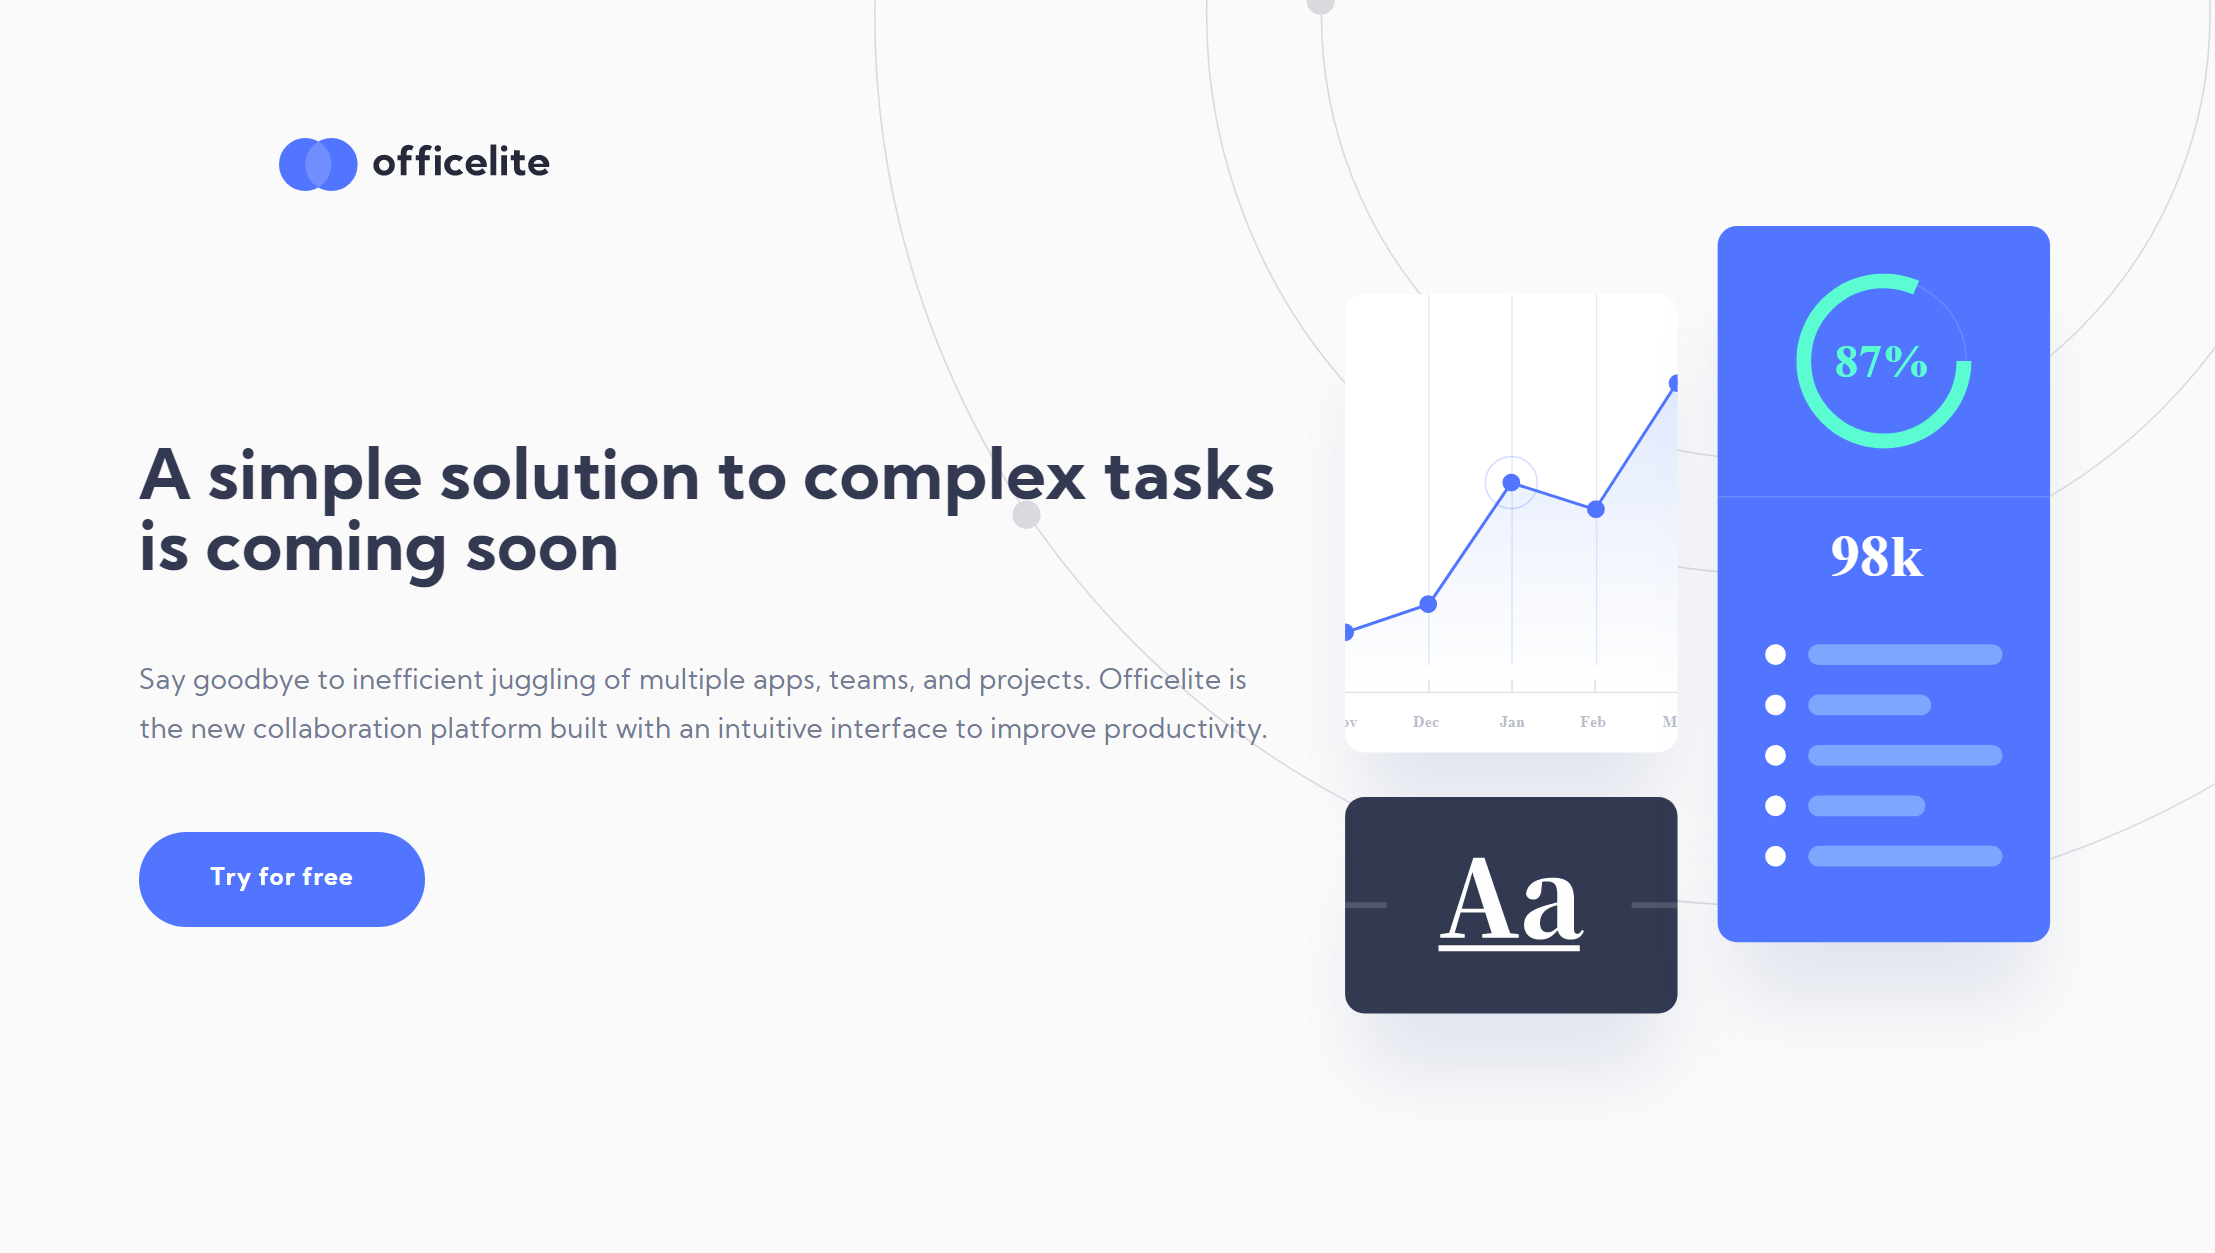 officelite
A simple solution to complex tasks
is coming soon
Say goodbye to inefficient juggling of multiple apps, teams, and projects. Officelite is
the new collaboration platform built with an intuitive interface to improve productivity.
Try for free
ov Dec Jan Feb M
Aa
87%
98k